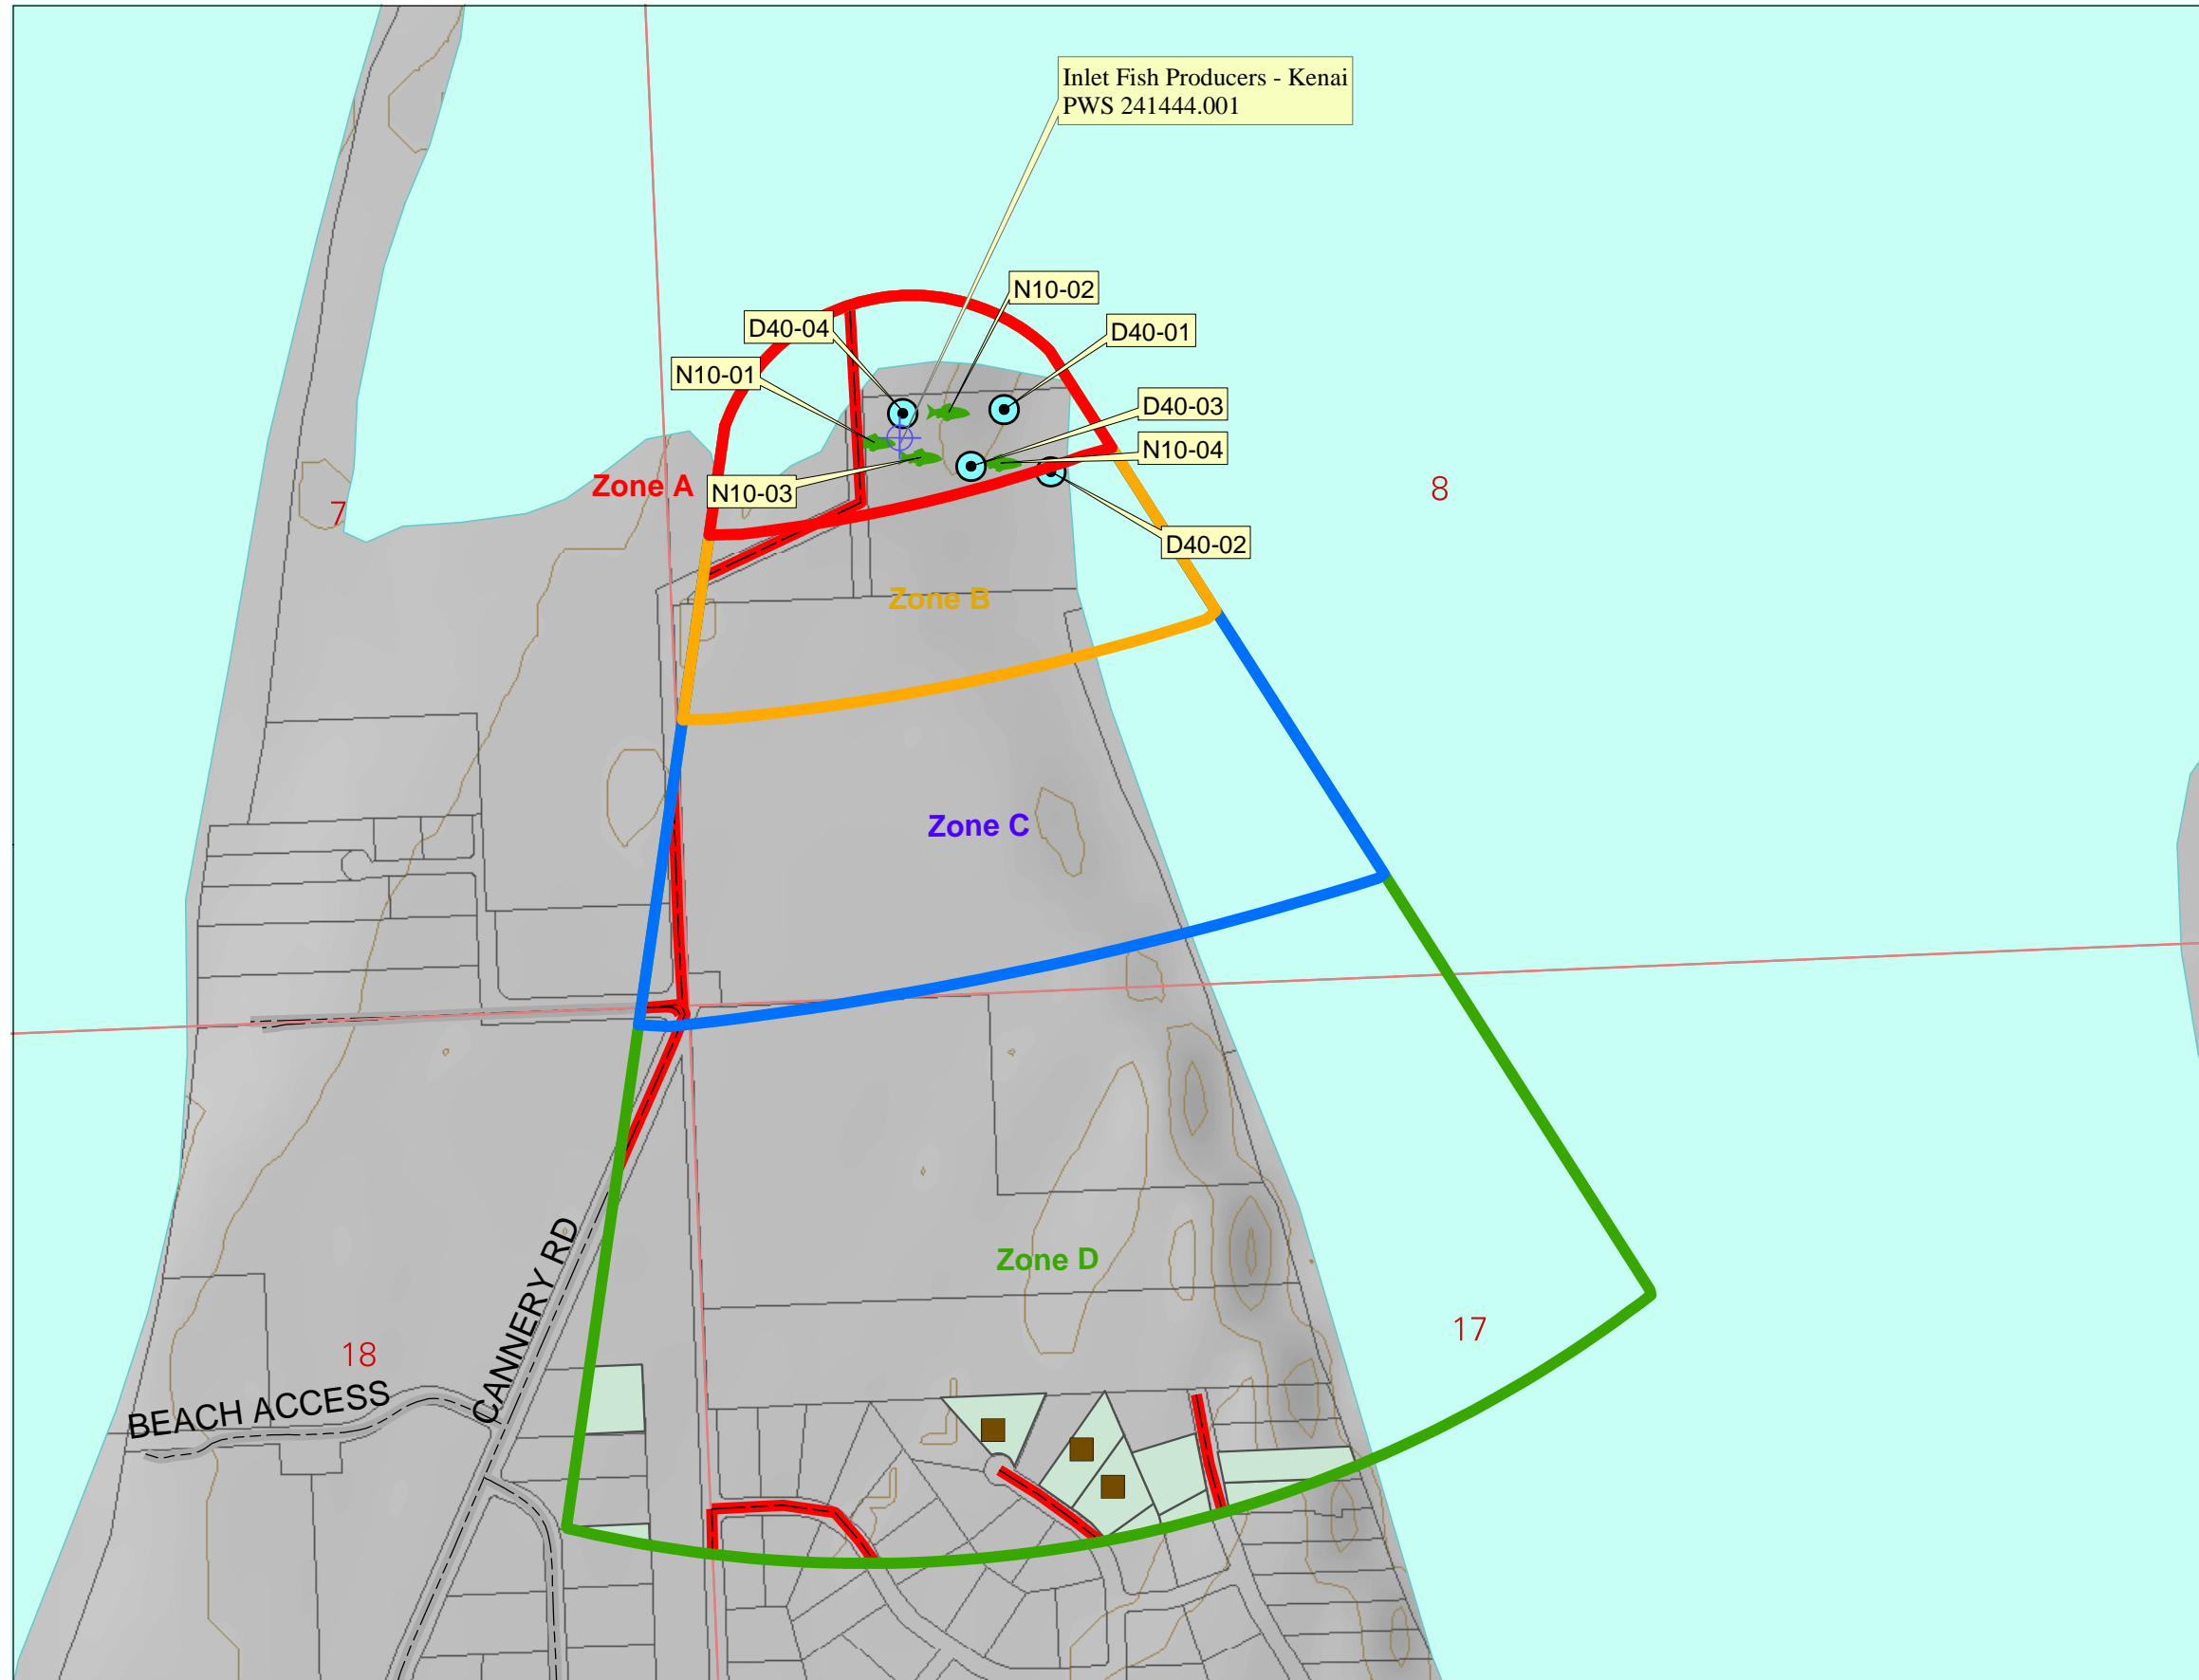 Inlet Fish Producers - Kenai
PWS 241444.001
N10-02
D40-04
D40-01
N10-01
D40-03
N10-04
Zone A
N10-03
7
8
D40-02
Zone B
Zone C
Zone D
CANNERY RD
17
18
BEACH ACCESS